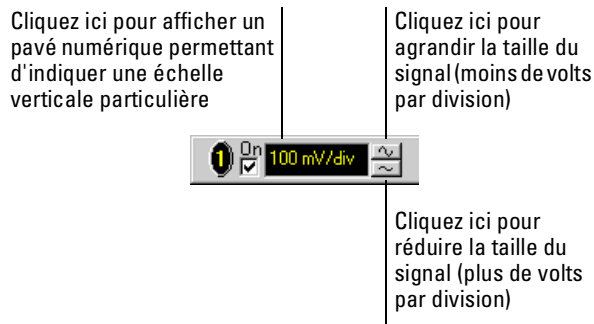 Cliquez ici pour afficher un
pavé numérique permettant
d'indiquer une échelle
verticale particulière
Cliquez ici pour
agrandir la taille du
signal (moins de volts
par division)
1 On 100 mV/div
Cliquez ici pour
réduire la taille du
signal (plus de volts
par division)